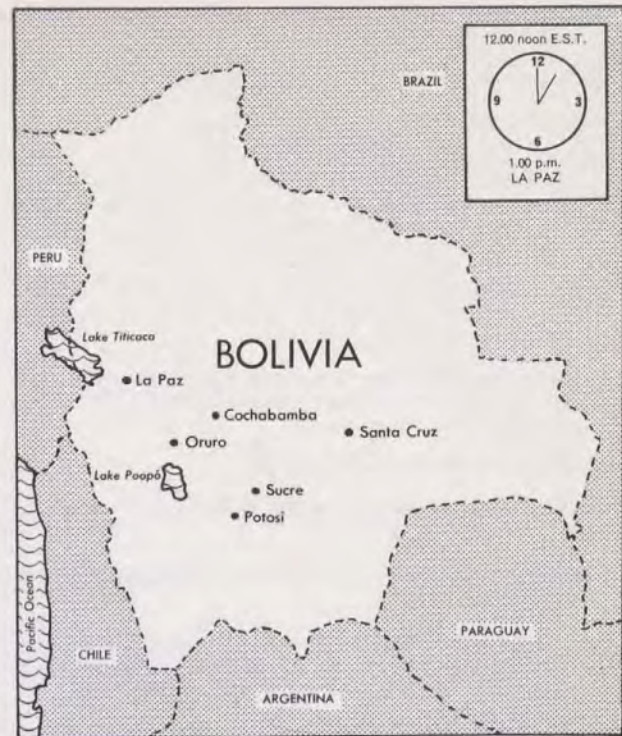 12.00 noon E.S.T.
12
9
3
6
1.00 p.m.
LA PAZ
BRAZIL
PERU
Lake Titicaca
BOLIVIA
La Paz
Cochabamba
Santa Cruz
Oruro
Lake Poopó
Sucre
Potosí
Pacific Ocean
PARAGUAY
CHILE
ARGENTINA